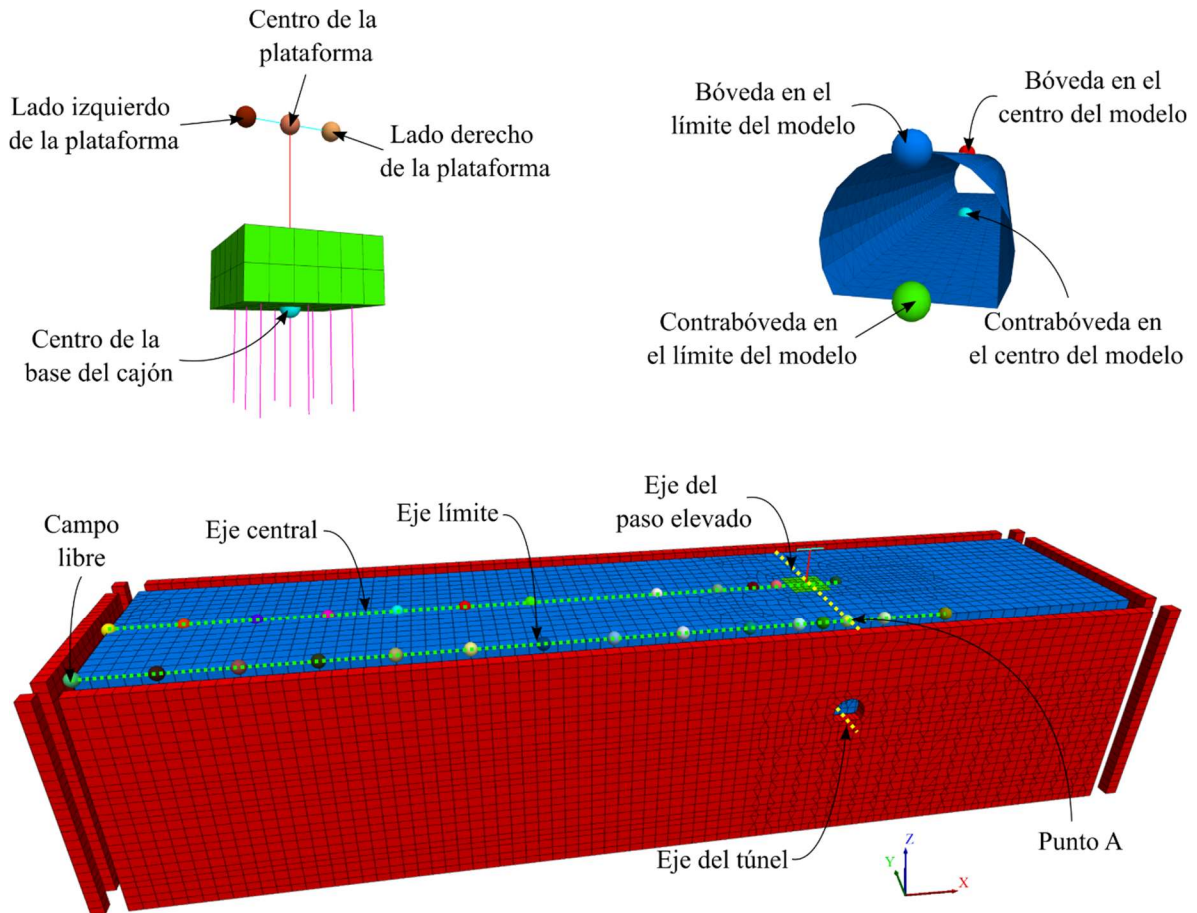 Centro de la
plataforma
Lado izquierdo
de la plataforma
Lado derecho
de la plataforma
Centro de la
base del cajón
Bóveda en el
límite del modelo
Bóveda en el
centro del modelo
Contrabóveda en
el límite del modelo
Contrabóveda en
el centro del modelo
Campo
libre
Eje central
Eje límite
Eje del
paso elevado
Eje del túnel
Punto A
Z
Y
X